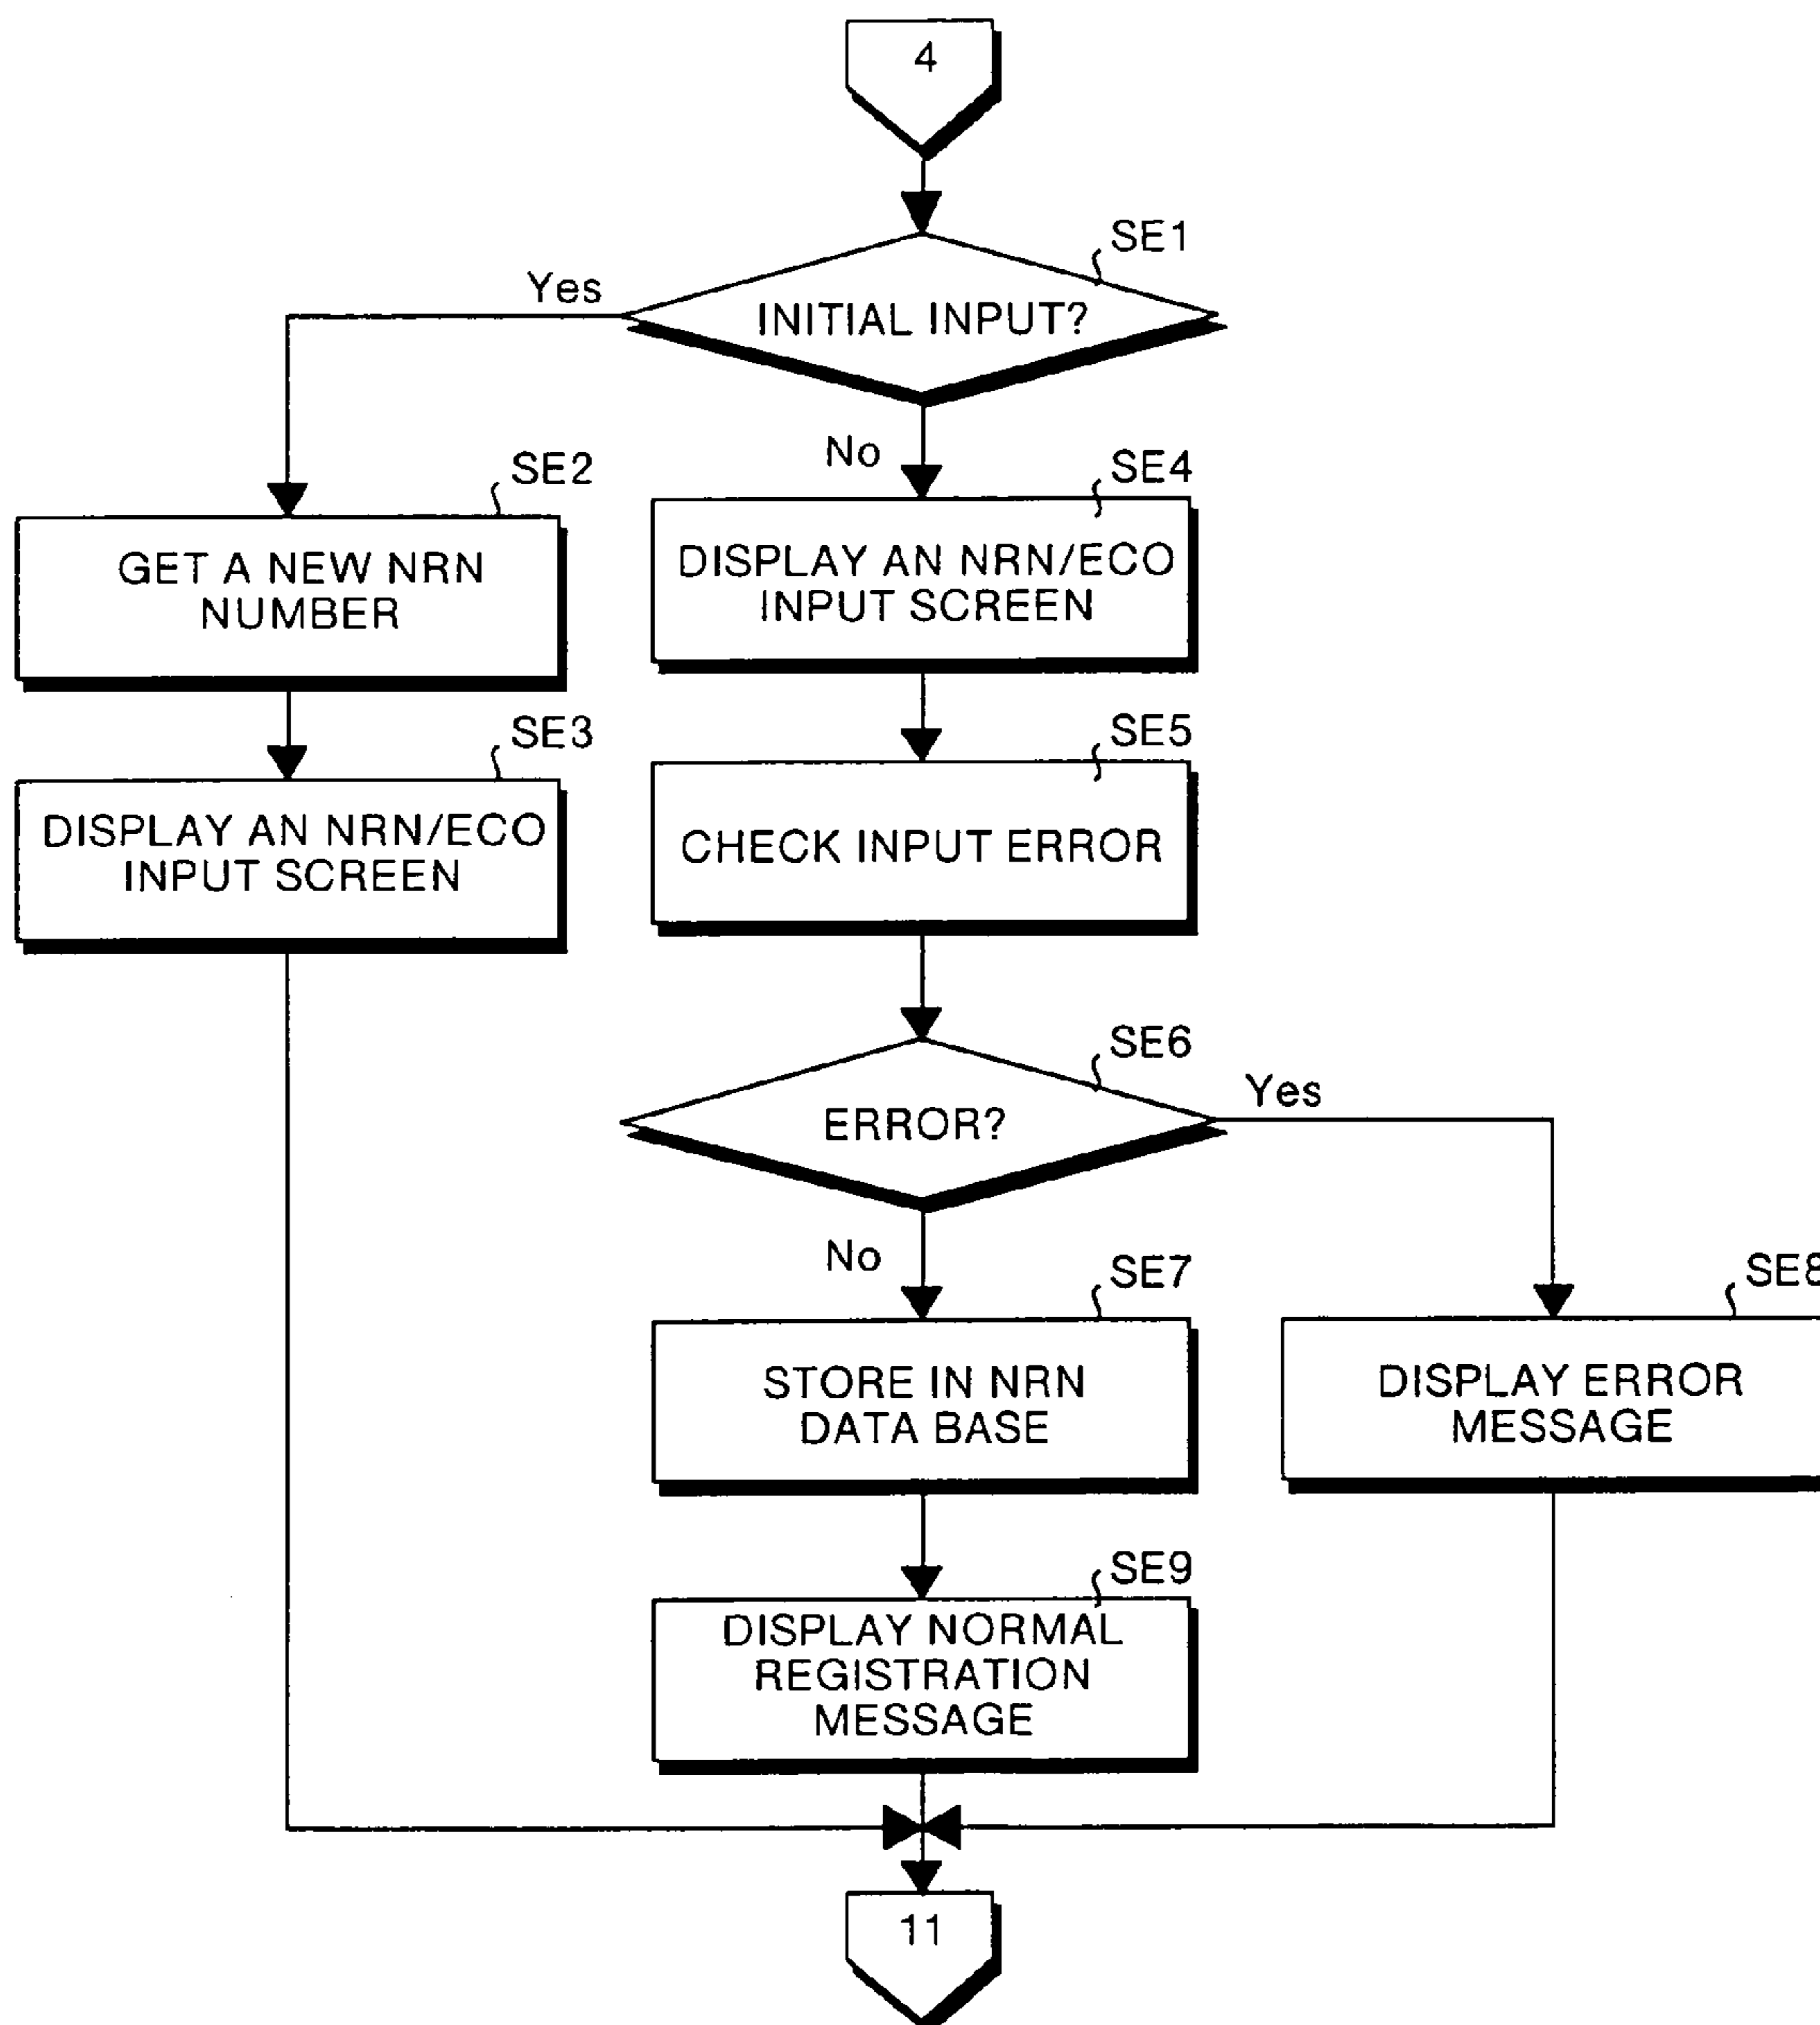 4
SE1
Yes
INITIAL INPUT?
No
SE2
GET A NEW NRN
NUMBER
SE4
DISPLAY AN NRN/ECO
INPUT SCREEN
SE3
DISPLAY AN NRN/ECO
INPUT SCREEN
SE5
CHECK INPUT ERROR
SE6
ERROR?
Yes
No
SE7
STORE IN NRN
DATA BASE
SE8
DISPLAY ERROR
MESSAGE
SE9
DISPLAY NORMAL
REGISTRATION
MESSAGE
11